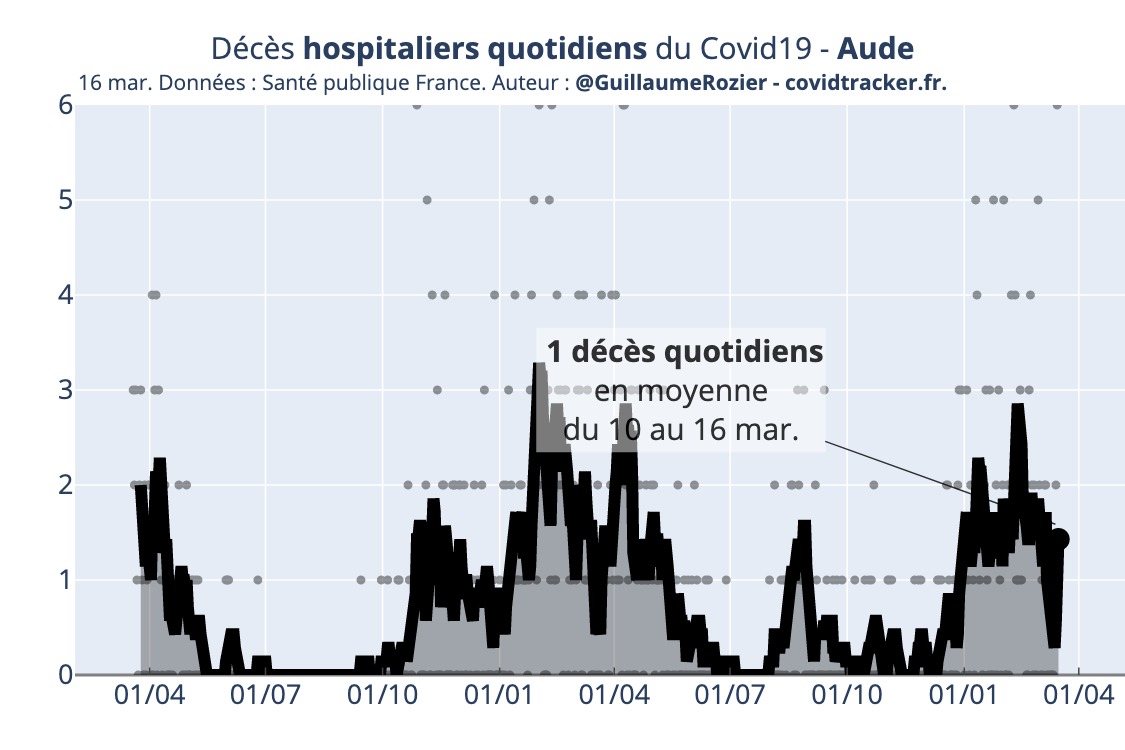 Décès hospitaliers quotidiens du Covid19 - Aude
16 mar. Données : Santé publique France. Auteur : @GuillaumeRozier - covidtracker.fr.
6
5
4
1 décès quotidiens
3
en moyenne
du 10 au 16 mar.
2
1
0
01/04 01/07 01/10 01/01 01/04 01/07 01/10 01/01 01/04